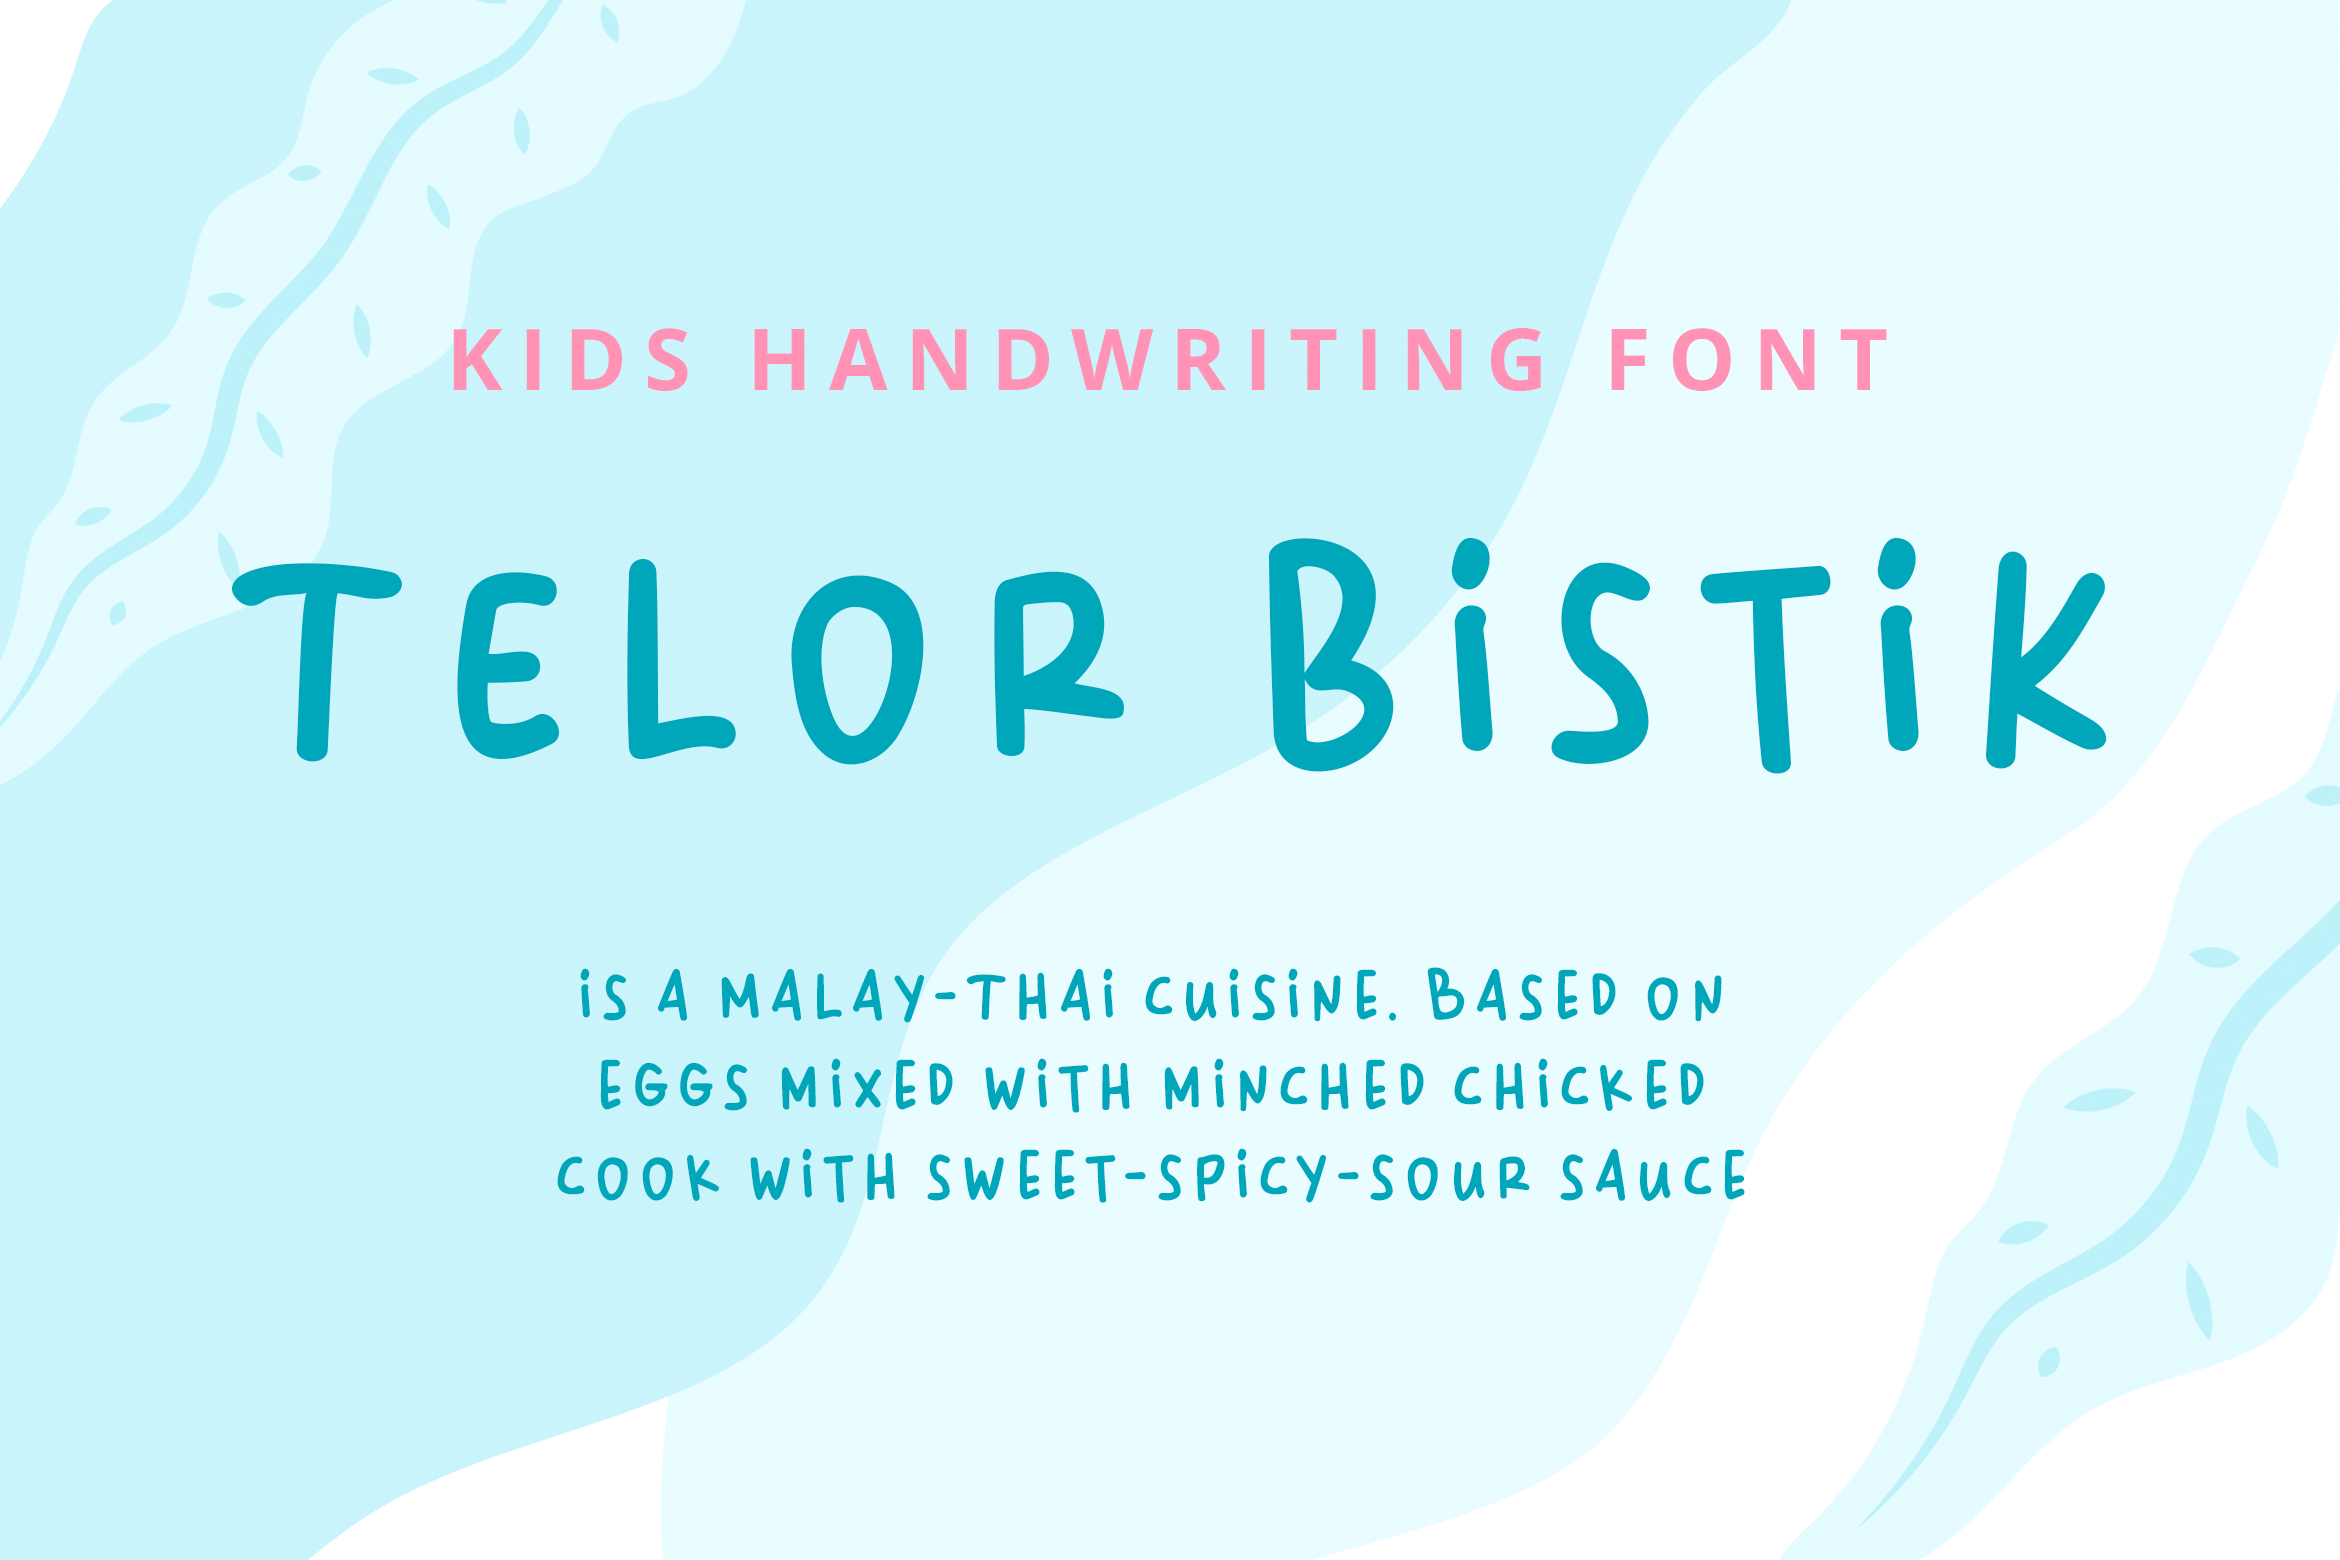 KIDS HANDWRITING FONT
TELOR BiSTiK
iS A MALAY-THAi CUiSiNE. BASED ON
EGGS MiXED WiTH MiNCHED CHiCKED
COOK WiTH SWEET-SPiCY-SOUR SAUCE